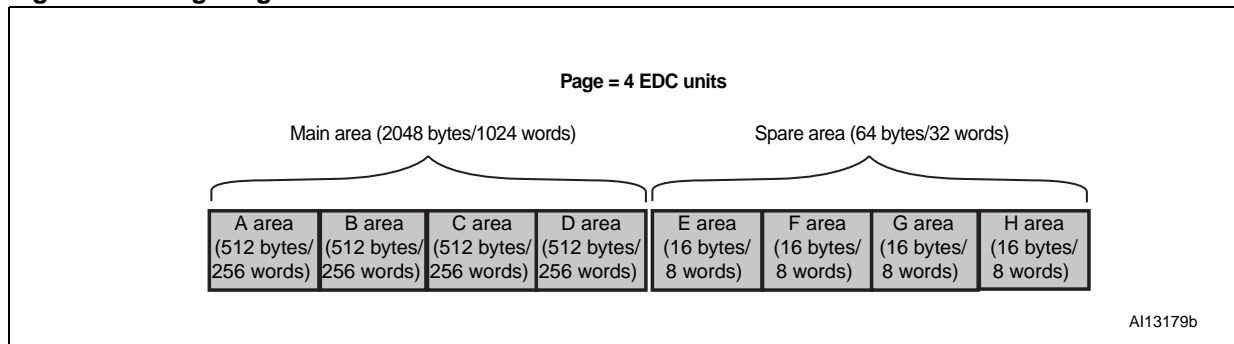 Page = 4 EDC units
Main area (2048 bytes/1024 words)
Spare area (64 bytes/32 words)
A area
(512 bytes/
256 words)
B area
(512 bytes/
256 words)
C area
(512 bytes/
256 words)
D area
(512 bytes/
256 words)
E area
(16 bytes/
8 words)
F area
(16 bytes/
8 words)
G area
(16 bytes/
8 words)
H area
(16 bytes/
8 words)
AI13179b